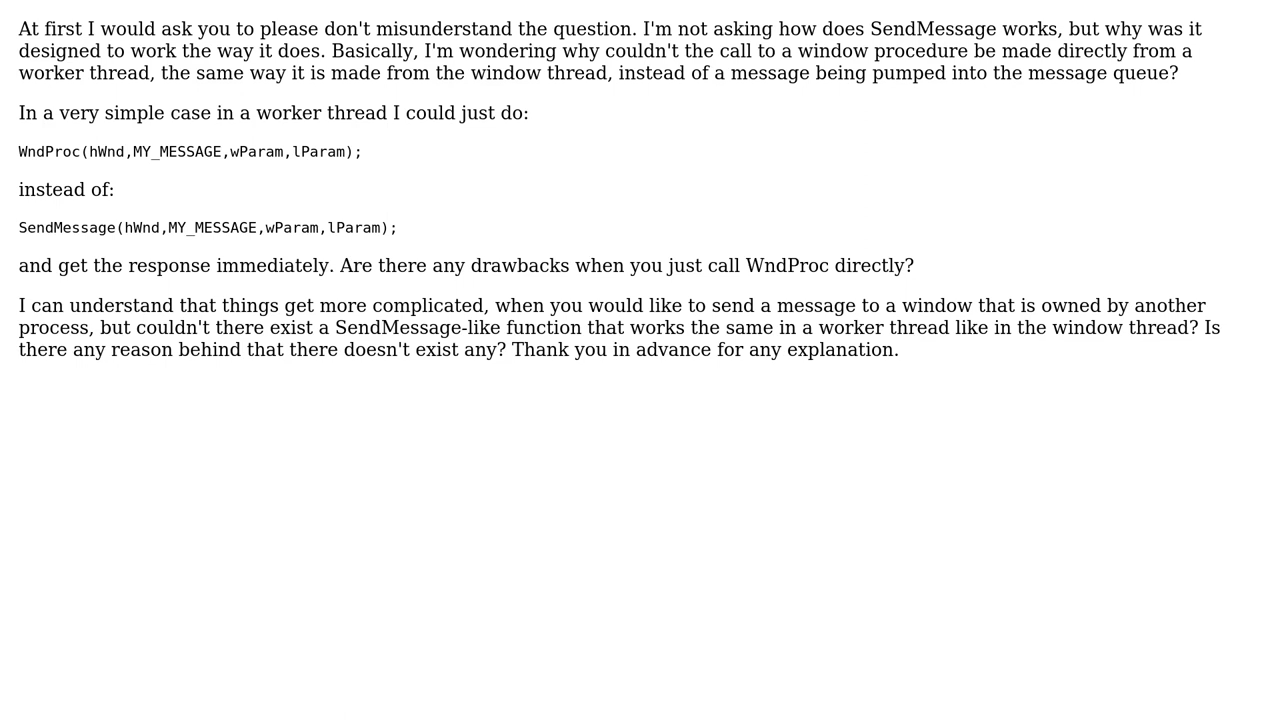 At first I would ask you to please don't misunderstand the question. I'm not asking how does SendMessage works, but why was it
designed to work the way it does. Basically, I'm wondering why couldn't the call to a window procedure be made directly from a
worker thread, the same way it is made from the window thread, instead of a message being pumped into the message queue?
In a very simple case in a worker thread I could just do:
WndProc(hWnd,MY_MESSAGE,wParam,lParam);
instead of:
SendMessage(hWnd,MY_MESSAGE,wParam,lParam);
and get the response immediately. Are there any drawbacks when you just call WndProc directly?
I can understand that things get more complicated, when you would like to send a message to a window that is owned by another
process, but couldn't there exist a SendMessage-like function that works the same in a worker thread like in the window thread? Is
there any reason behind that there doesn't exist any? Thank you in advance for any explanation.